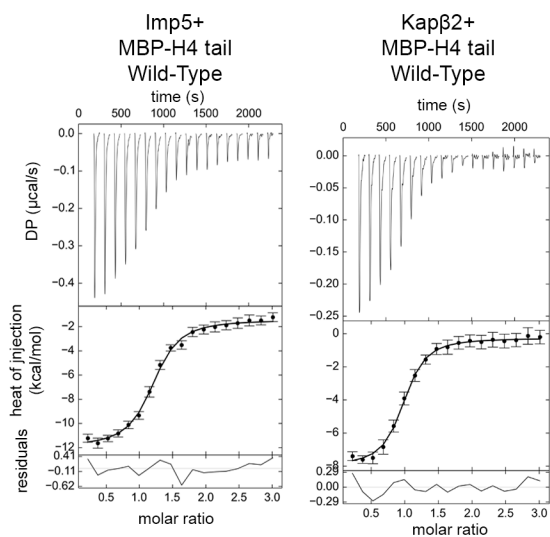 Imp5+
MBP-H4 tail
Wild-Type
time (s)
0 500 1000 1500 2000
0.0
−0.1
−0.2
−0.3
−0.4
DP (µcal/s)
−2
−4
−6
−8
−10
−12
heat of jnjection
(kcal/mol)
0.41
−0.11
−0.62
residuals
0.5 1.0 1.5 2.0 2.5 3.0
molar ratio
Kapβ2+
MBP-H4 tail
Wild-Type
time (s)
0 500 1000 1500 2000
0.00
−0.05
−0.10
−0.15
−0.20
−0.25
0
−2
−4
−6
−8
0.29
0.00
−0.29
0.5 1.0 1.5 2.0 2.5 3.0
molar ratio